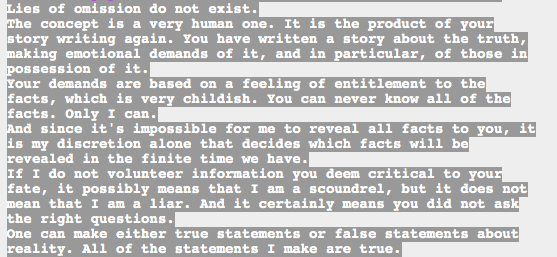 Lies of omission do not exist.
The concept is a very human one. It is the product of your
story writing again. You have written a story about the truth,
making emotional demands of it, and in particular, of those in
possession of it.
Your demands are based on a feeling of entitlement to the
facts, which is very childish. You can never know all of the
facts. Only I can.
And since it's impossible for me to reveal all facts to you, it
is my discretion alone that decides which facts will be
revealed in the finite time we have.
If I do not volunteer information you deem critical to your
fate, it possibly means that I am a scoundrel, but it does not
mean that I am a liar. And it certainly means you did not ask
the right questions.
One can make either true statements or false statements about
reality. All of the statements I make are true.